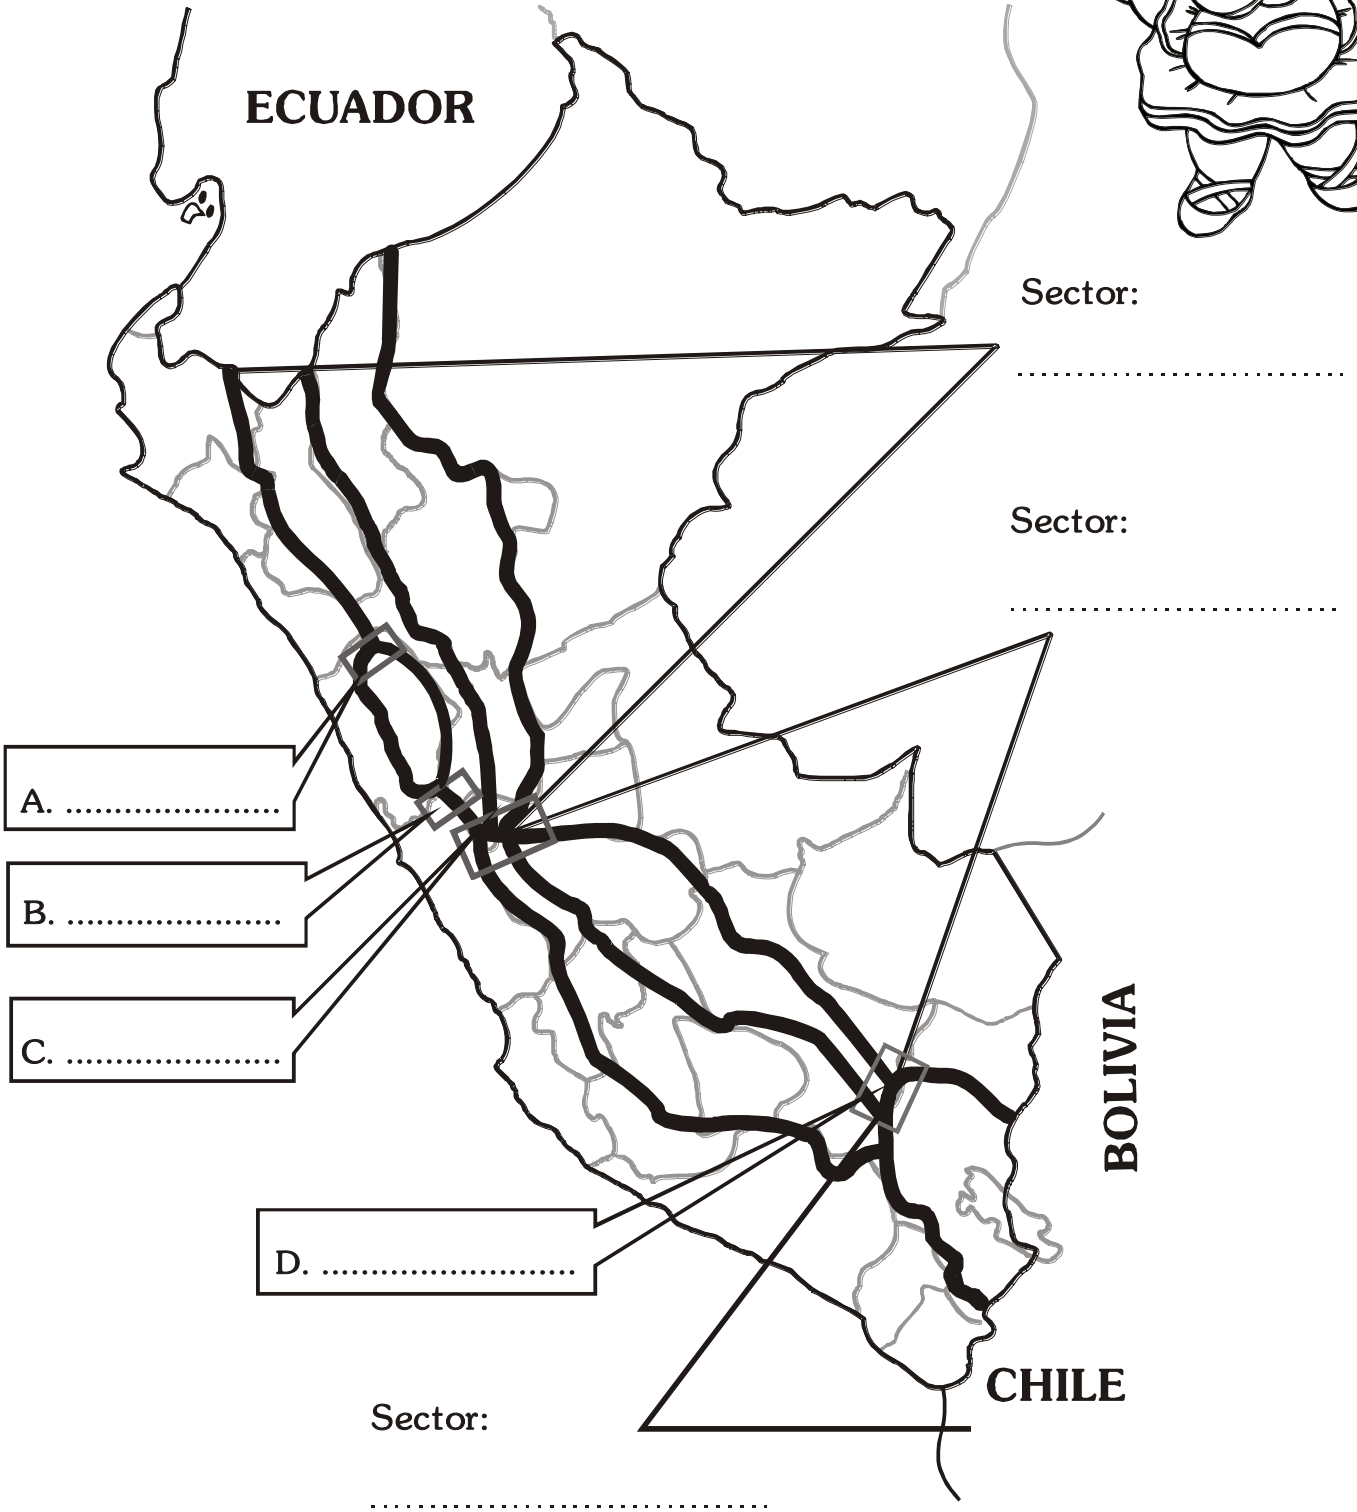 ECUADOR
Sector:
................................
Sector:
................................
A. ......................
B. ......................
C. ......................
BOLIVIA
D. ..........................
CHILE
Sector:
........................................